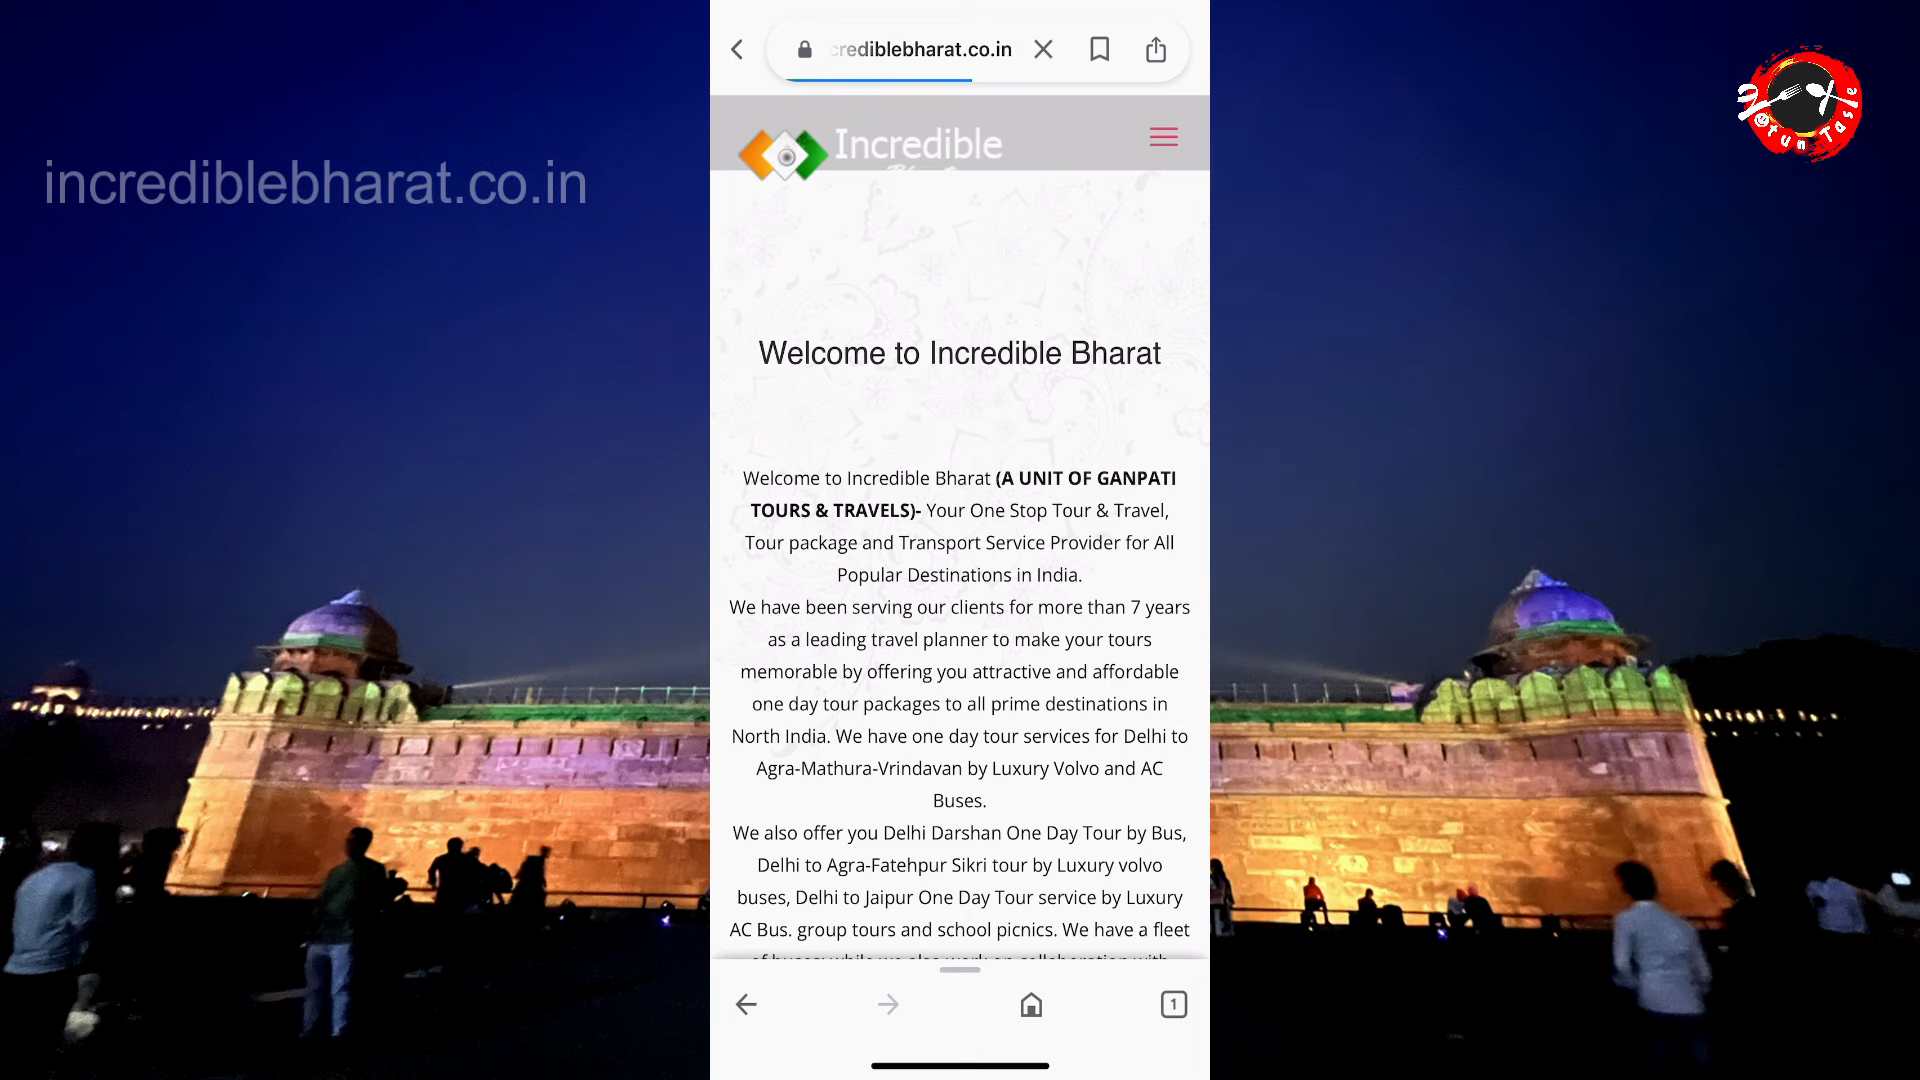 crediblebharat.co.in
Incredible
incrediblebharat.co.in
Notun Taste
Welcome to Incredible Bharat
Welcome to Incredible Bharat (A UNIT OF GANPATI
TOURS & TRAVELS)- Your One Stop Tour & Travel,
Tour package and Transport Service Provider for All
Popular Destinations in India.
We have been serving our clients for more than 7 years
as a leading travel planner to make your tours
memorable by offering you attractive and affordable
one day tour packages to all prime destinations in
North India. We have one day tour services for Delhi to
Agra-Mathura-Vrindavan by Luxury Volvo and AC
Buses.
We also offer you Delhi Darshan One Day Tour by Bus,
Delhi to Agra-Fatehpur Sikri tour by Luxury volvo
buses, Delhi to Jaipur One Day Tour service by Luxury
AC Bus. group tours and school picnics. We have a fleet
1